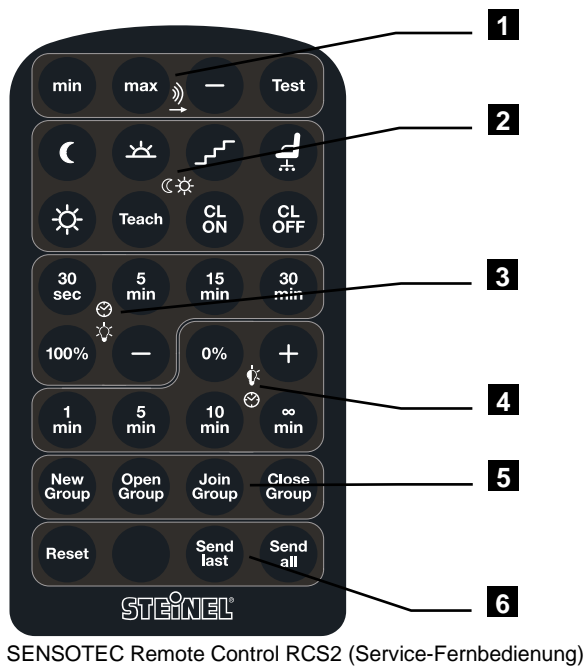 1
min max – Test
2
Teach CL ON CL OFF
3
30 sec 5 min 15 min 30 min
100% – 0% +
4
1 min 5 min 10 min ∞ min
5
New Group Open Group Join Group Close Group
Reset Send last Send all
6
STEINEL®
SENSOTEC Remote Control RCS2 (Service-Fernbedienung)